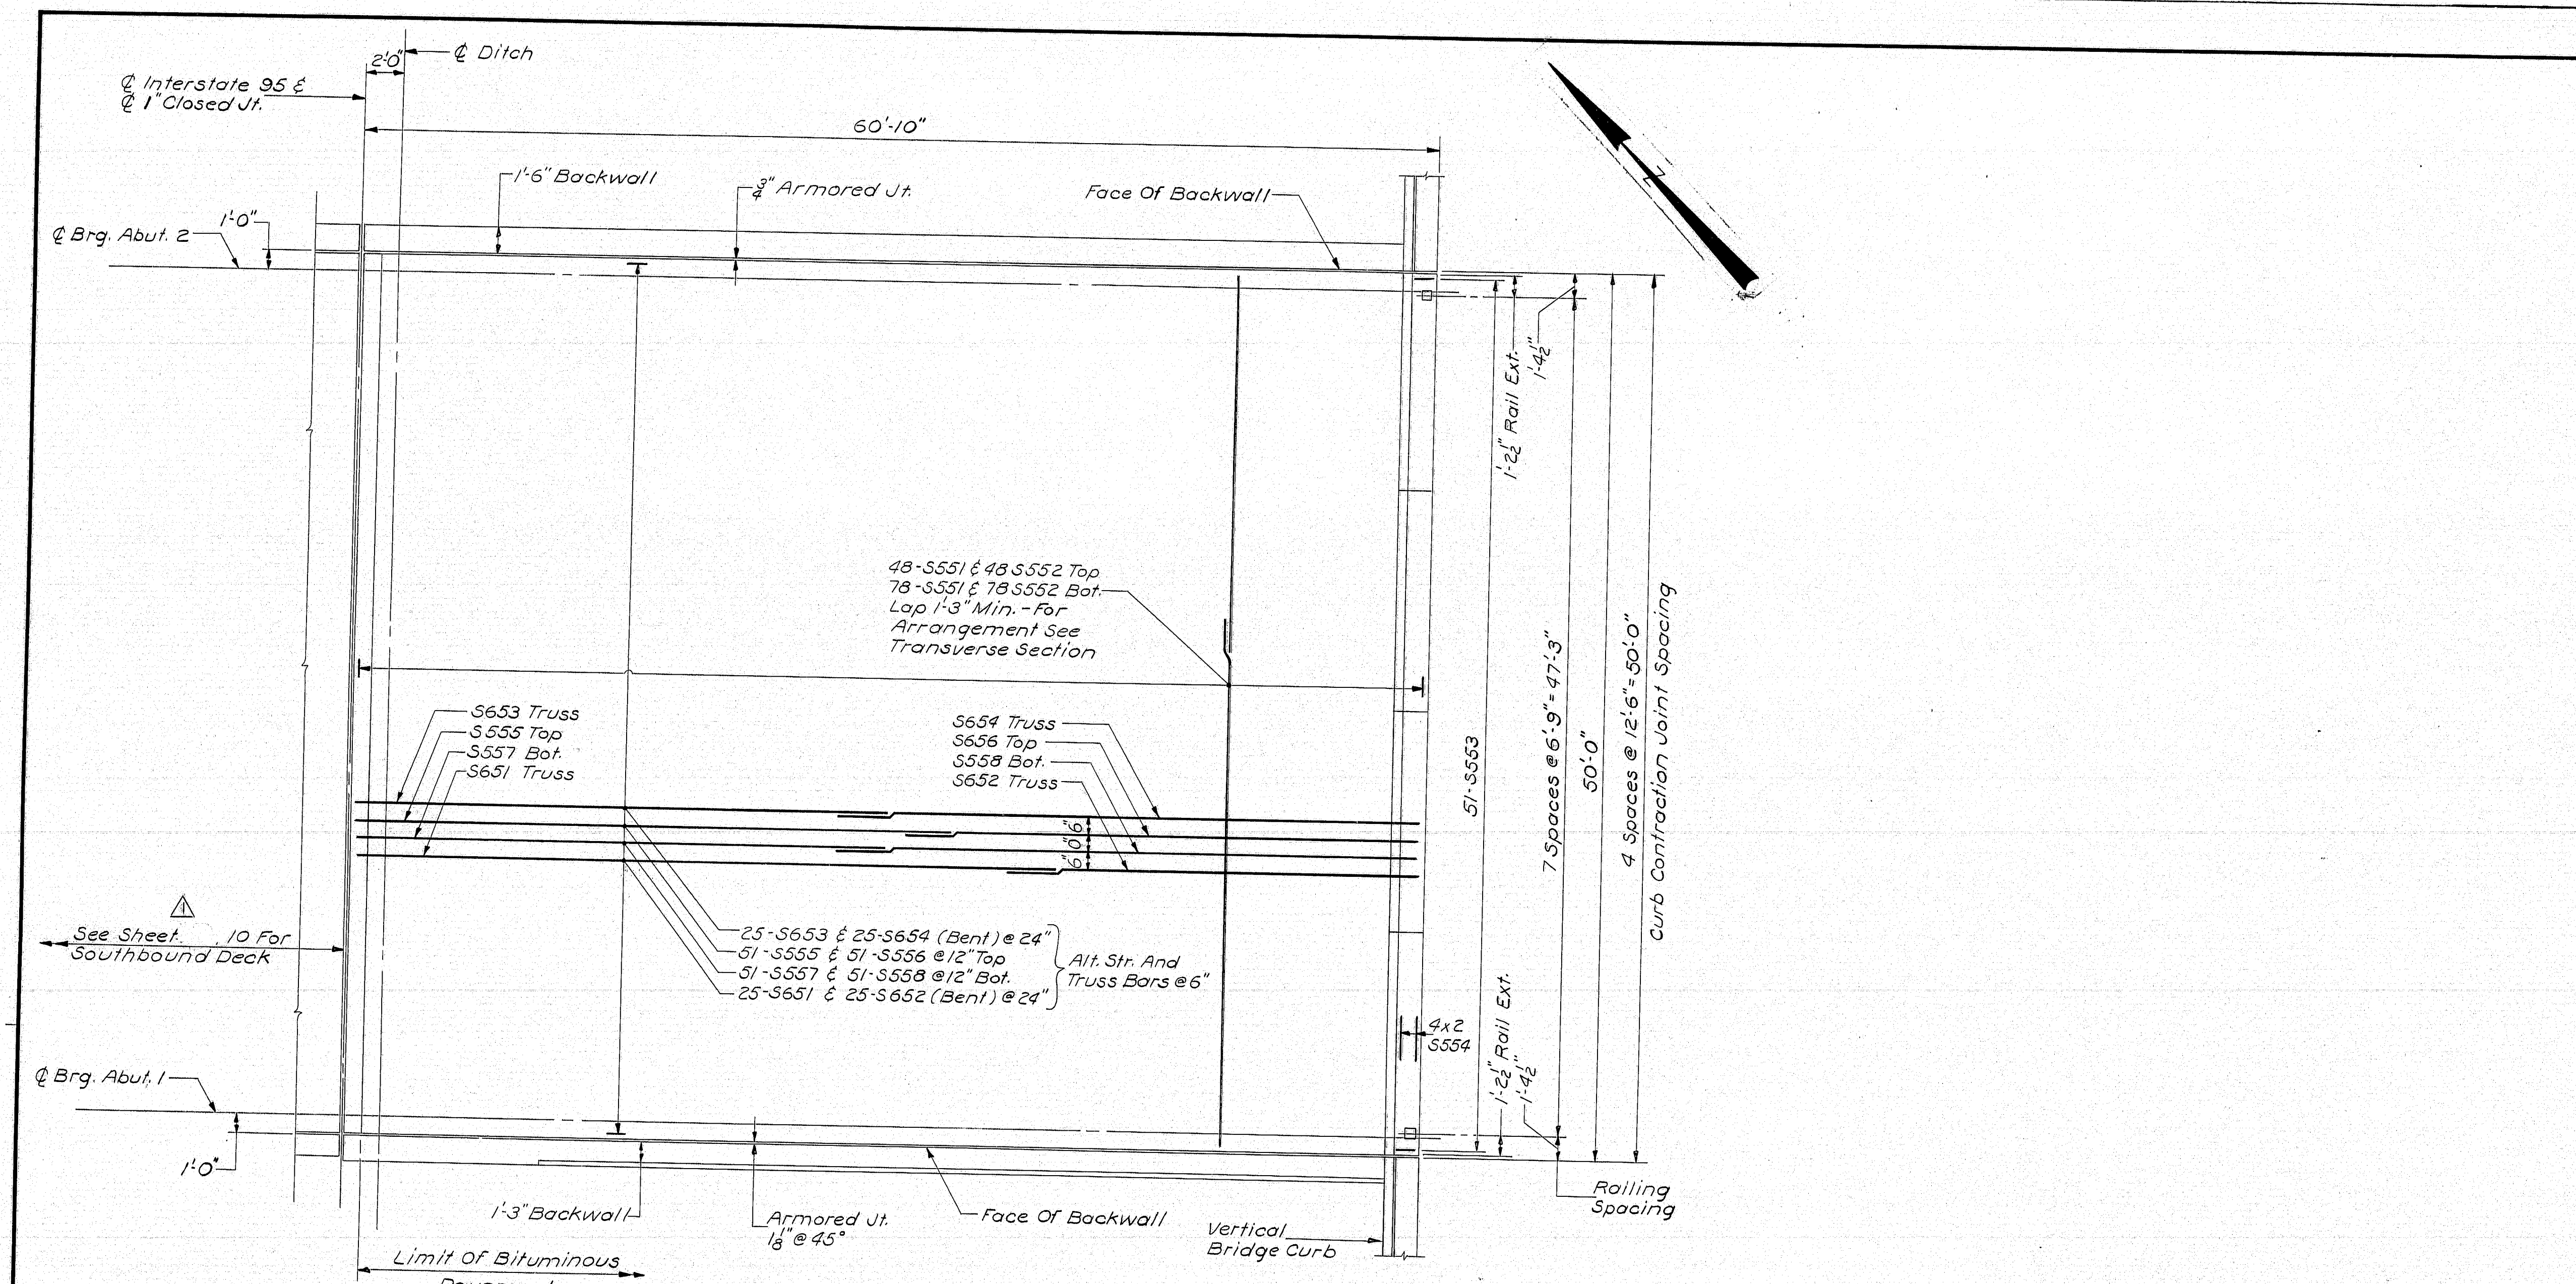 2'-0"
℄ Ditch
℄ Interstate 95 &
℄ 1" Closed Jt.
60'-10"
1'-6" Backwall
3/4" Armored Jt.
Face Of Backwall
N
1'-0"
℄ Brg. Abut. 2
1'-2 1/2" Rail Ext.
1'-4 1/2"
48-S551 & 48 S552 Top
78-S551 & 78 S552 Bot.
Lap 1'-3" Min. - For
Arrangement See
Transverse Section
S653 Truss
S555 Top
S557 Bot.
S651 Truss
S654 Truss
S656 Top
S558 Bot.
S652 Truss
6"
0"
6"
51-S553
7 Spaces @ 6'-9" = 47'-3"
50'-0"
4 Spaces @ 12'-6" = 50'-0"
Curb Contraction Joint Spacing
1
See Sheet 10 For
Southbound Deck
25-S653 & 25-S654 (Bent) @ 24"
51-S555 & 51-S556 @ 12" Top
51-S557 & 51-S558 @ 12" Bot.
25-S651 & 25-S652 (Bent) @ 24"
Alt. Str. And
Truss Bars @ 6"
4x2
S554
1'-2 1/2" Rail Ext.
1'-4 1/2"
℄ Brg. Abut. 1
1'-0"
1'-3" Backwall
Armored Jt.
1 1/8" @ 45°
Face Of Backwall
Vertical
Bridge Curb
Railing
Spacing
Limit Of Bituminous